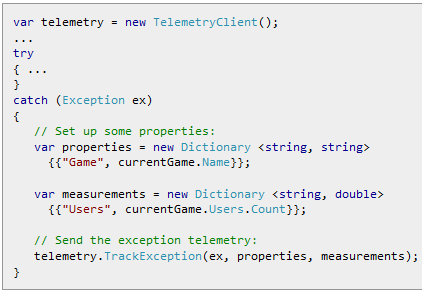 var telemetry = new TelemetryClient();
...
try
{ ...
}
catch (Exception ex)
{
   // Set up some properties:
   var properties = new Dictionary <string, string>
     {{"Game", currentGame.Name}};

   var measurements = new Dictionary <string, double>
     {{"Users", currentGame.Users.Count}};

   // Send the exception telemetry:
   telemetry.TrackException(ex, properties, measurements);
}